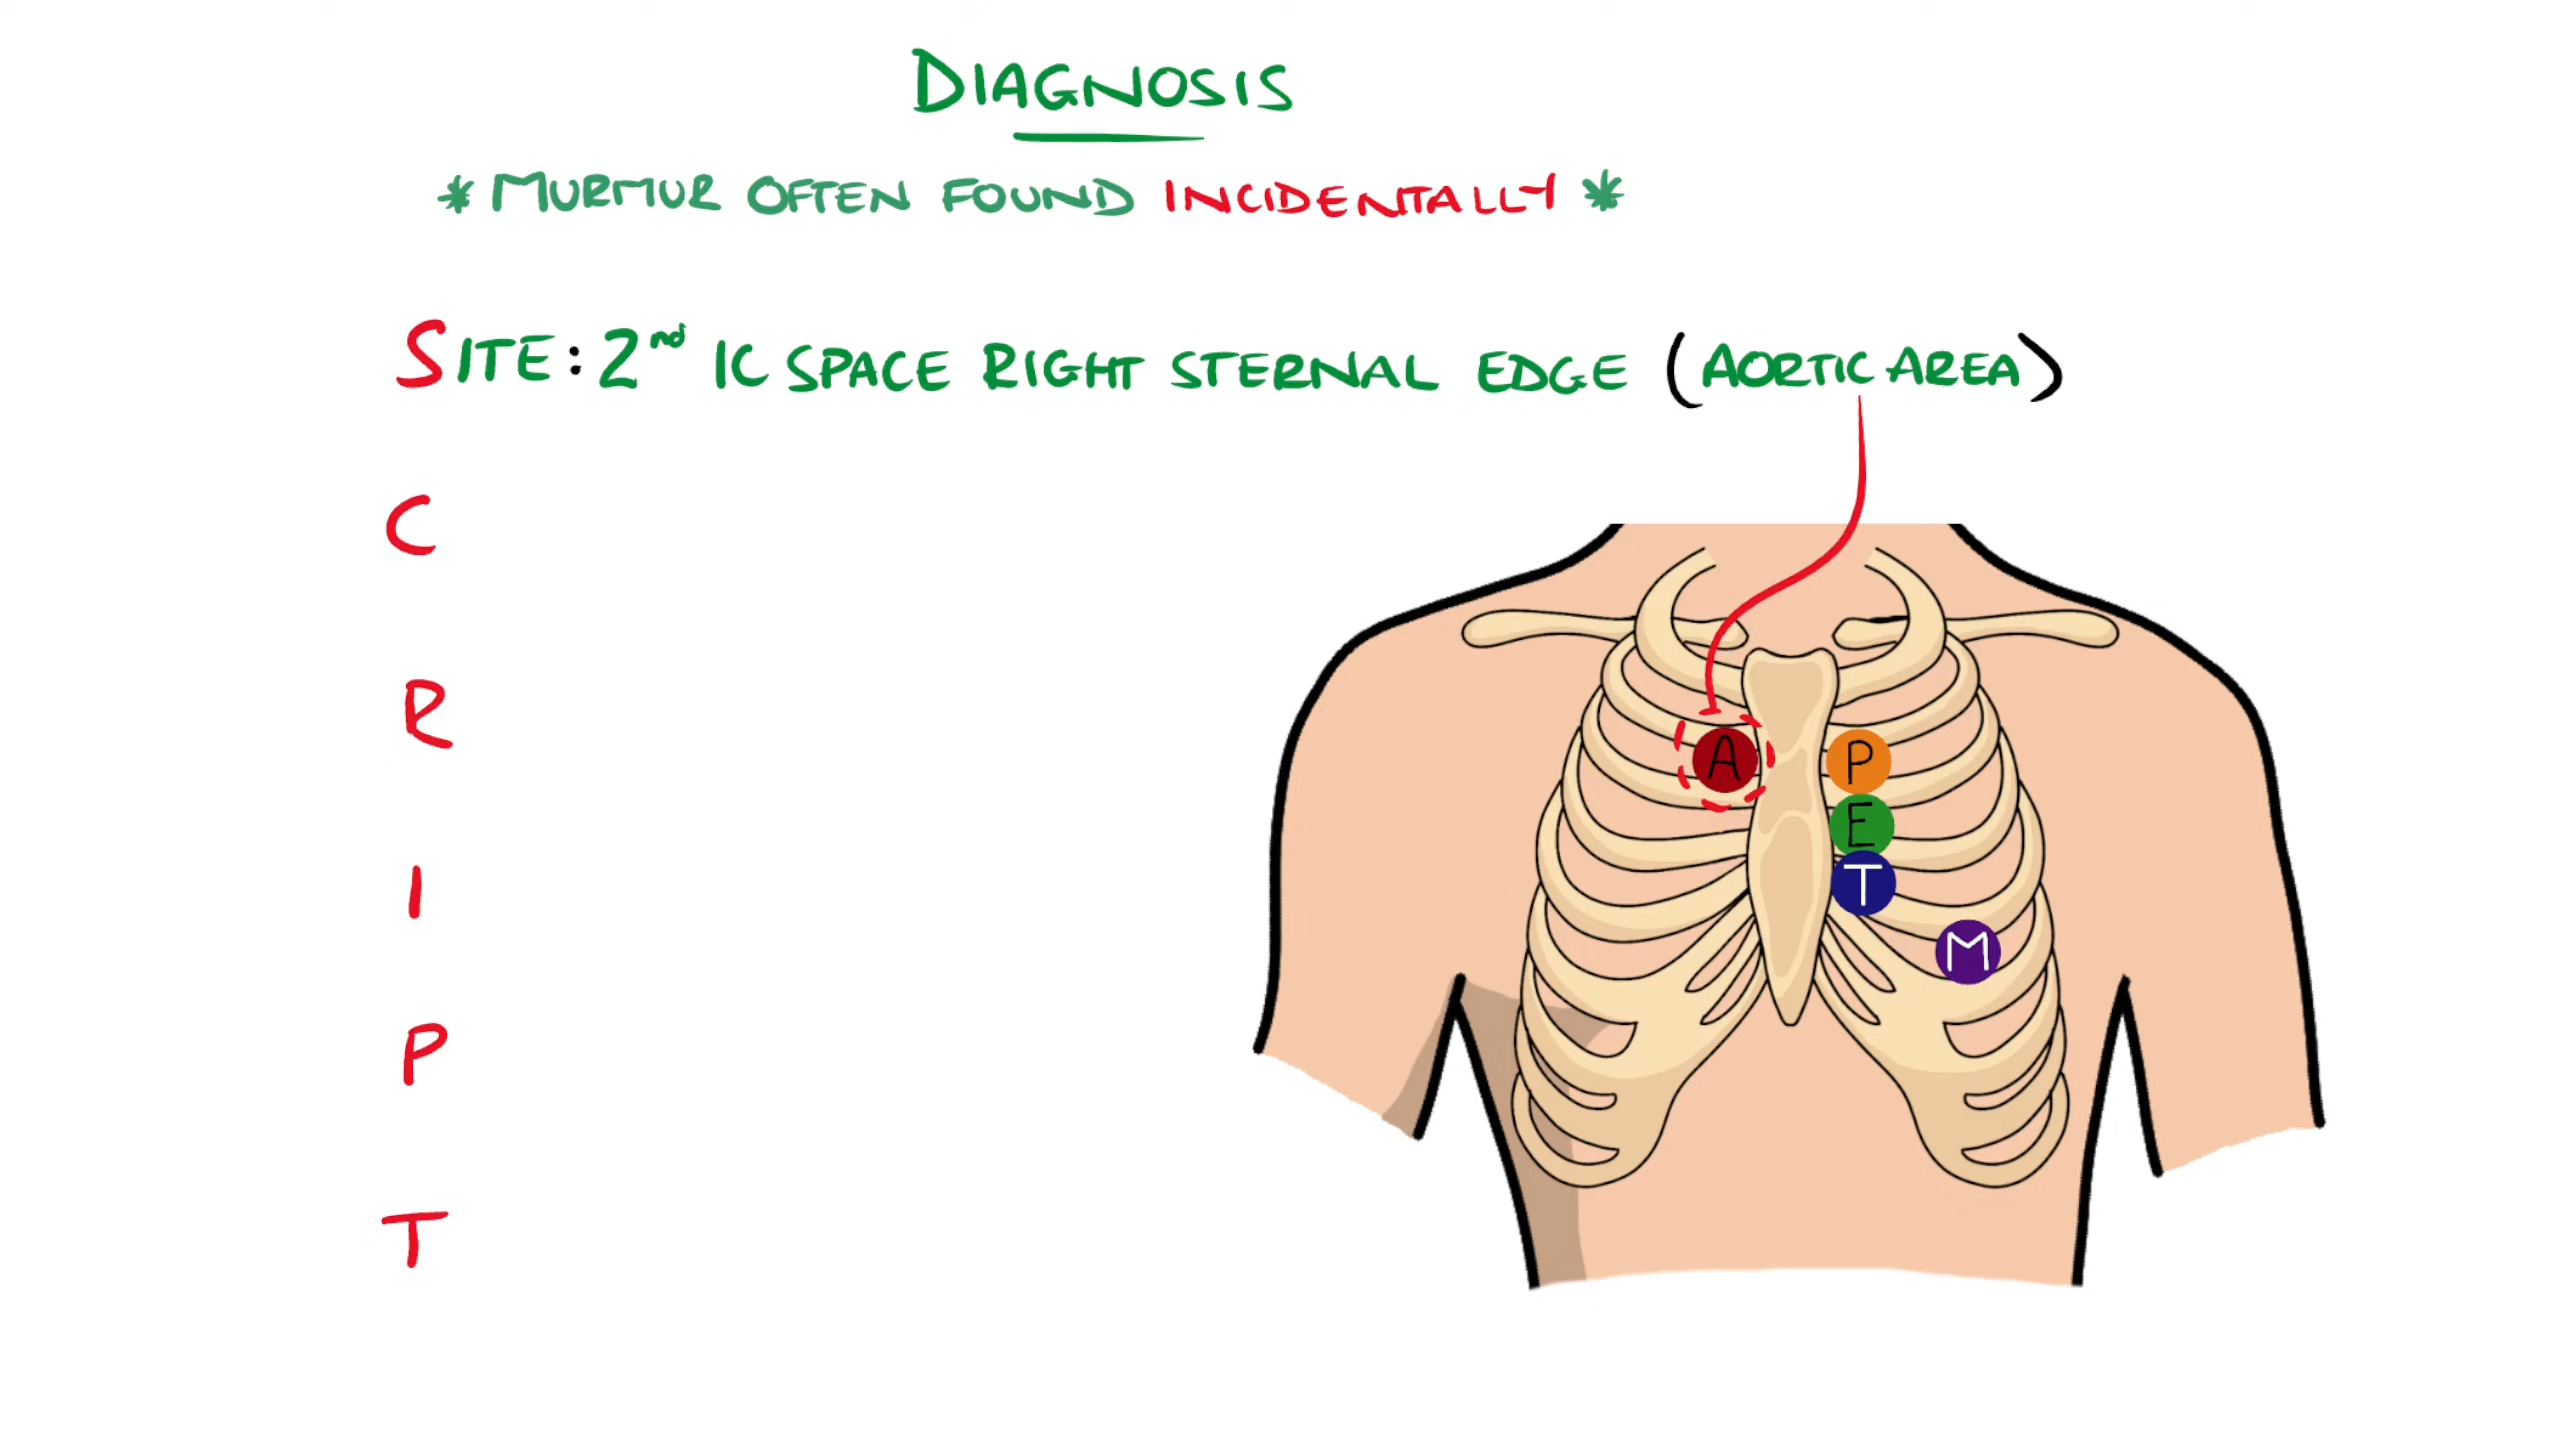 DIAGNOSIS
* MURMUR OFTEN FOUND INCIDENTALLY *
SITE: 2nd IC SPACE RIGHT STERNAL EDGE (AORTIC AREA)
C
R
I
P
T
A
P
E
T
M